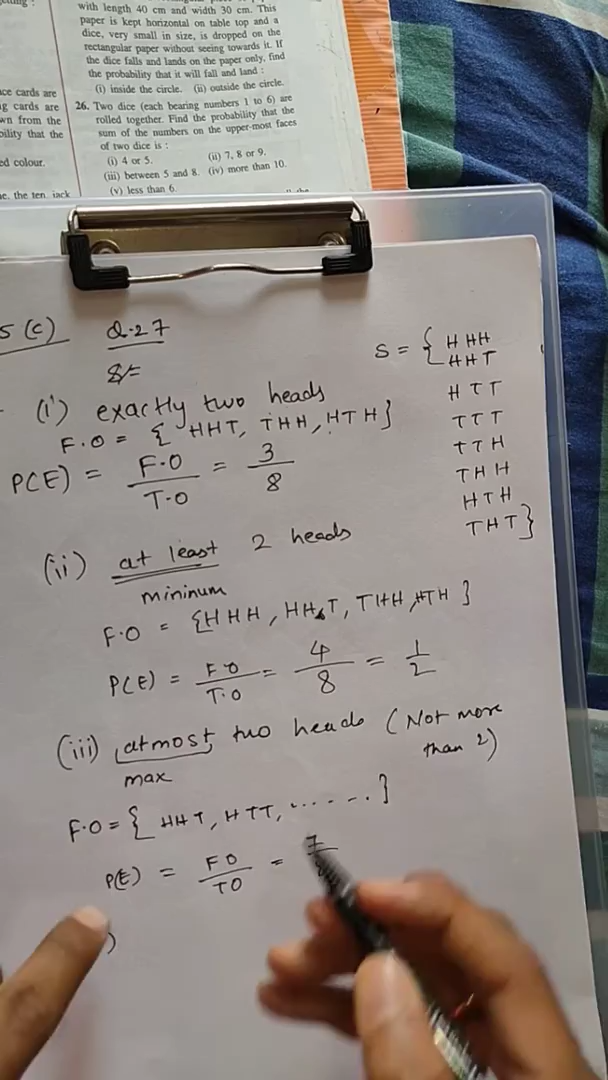 with length 40 cm and width 30 cm. This
paper is kept horizontal on table top and a
dice, very small in size, is dropped on the
rectangular paper without seeing towards it. If
the dice falls and lands on the paper only, find
the probability that it will fall and land :
(i) inside the circle. (ii) outside the circle.
26. Two dice (each bearing numbers 1 to 6) are
rolled together. Find the probability that the
sum of the numbers on the upper-most faces
of two dice is :
(i) 4 or 5. (ii) 7, 8 or 9.
(iii) between 5 and 8. (iv) more than 10.
(v) less than 6.
ace cards are
g cards are
wn from the
bility that the
ed colour.
the ten, jack
5(c) Q.27
S = { HHH
HHT
HTT
TTT
TTH
THH
HTH
THT }
(i) exactly two heads
F.O = { HHT, THH, HTH }
P(E) = F.O / T.O = 3 / 8
(ii) at least 2 heads
mininum
F.O = { HHH, HHT, THH, HTH }
P(E) = F.O / T.O = 4 / 8 = 1 / 2
(iii) atmost two heads (Not more
than 2)
max
F.O = { HHT, HTT, ...... }
P(E) = FO / TO = 7
)